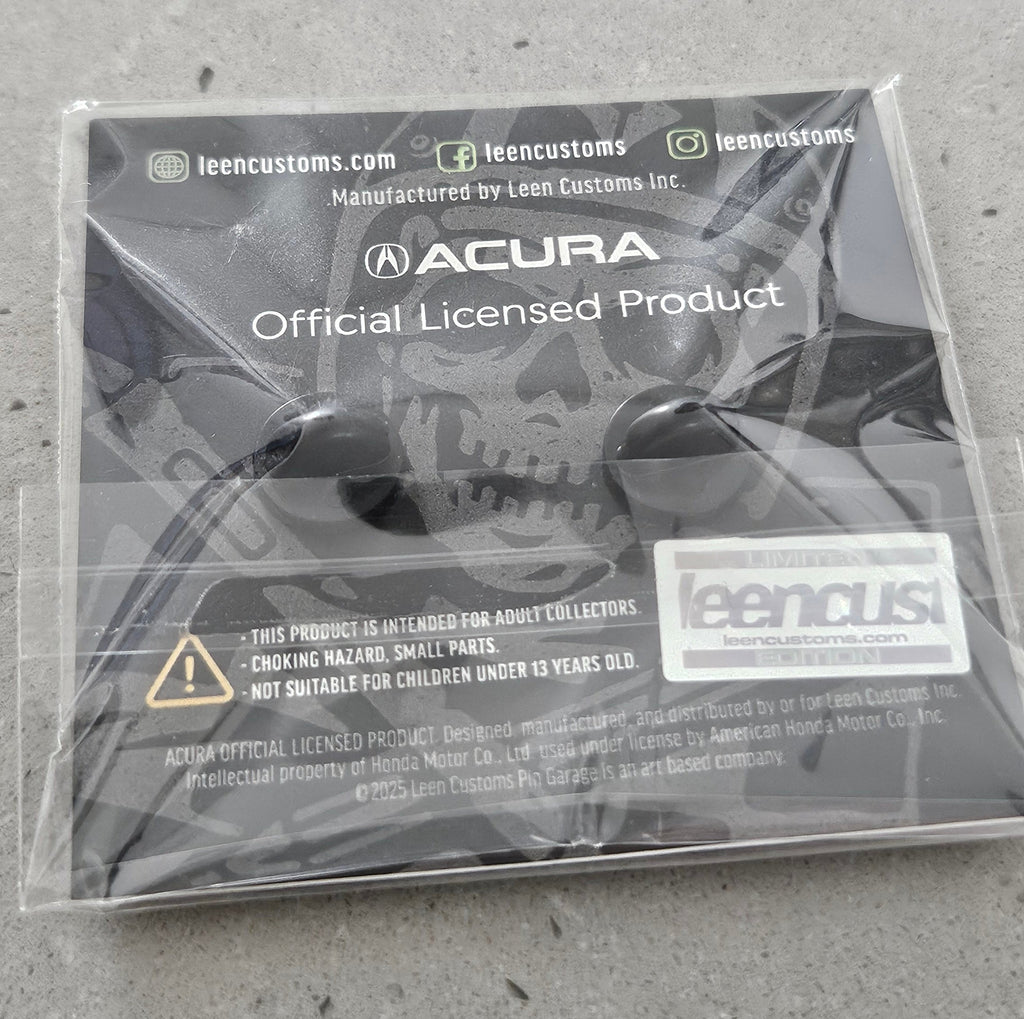 leencustoms.com leencustoms leencustoms
Manufactured by Leen Customs Inc.
ACURA
Official Licensed Product
- THIS PRODUCT IS INTENDED FOR ADULT COLLECTORS.
- CHOKING HAZARD, SMALL PARTS.
- NOT SUITABLE FOR CHILDREN UNDER 13 YEARS OLD.
LIMITED
leencust
leencustoms.com
EDITION
ACURA OFFICIAL LICENSED PRODUCT. Designed, manufactured, and distributed by or for Leen Customs Inc.
Intellectual property of Honda Motor Co., Ltd. used under license by American Honda Motor Co., Inc.
©2025 Leen Customs Pin Garage is an art based company.